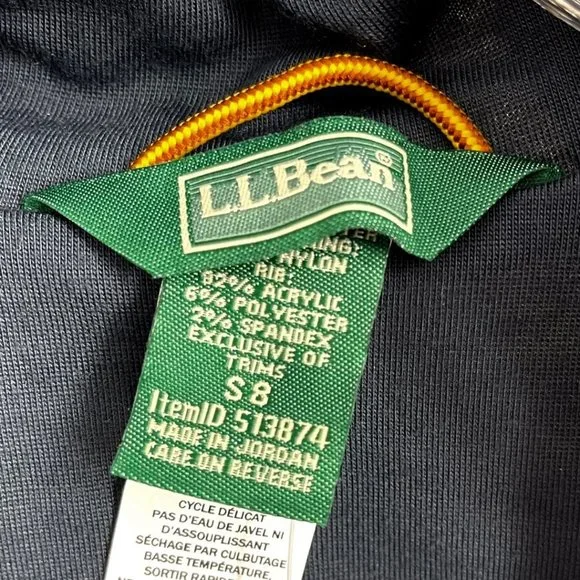 L.L.Bean®
NYLON
RIB:
92% ACRYLIC
6% POLYESTER
2% SPANDEX
EXCLUSIVE OF
TRIMS
S 8
ItemID 513874
MADE IN JORDAN
CARE ON REVERSE
CYCLE DÉLICAT
PAS D'EAU DE JAVEL NI
D'ASSOUPLISSANT
SÉCHAGE PAR CULBUTAGE
BASSE TEMPÉRATURE,